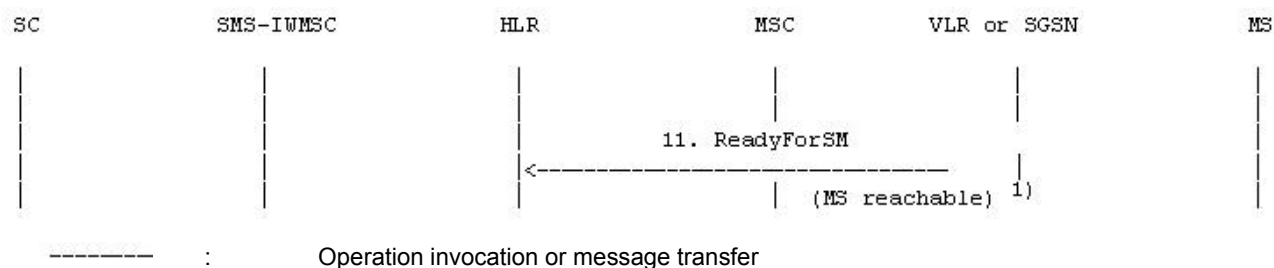 SC SMS-IWMSC HLR MSC VLR or SGSN MS
11. ReadyForSM
(MS reachable) 1)
: Operation invocation or message transfer